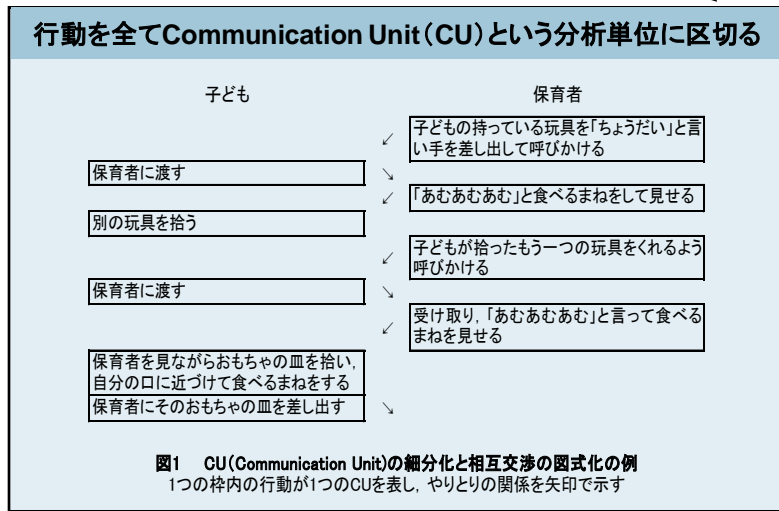 行動を全てCommunication Unit（CU）という分析単位に区切る
子ども
保育者
子どもの持っている玩具を「ちょうだい」と言
い手を差し出して呼びかける
↙
保育者に渡す
↘
↙
「あむあむあむ」と食べるまねをして見せる
別の玩具を拾う
↙
子どもが拾ったもう一つの玩具をくれるよう
呼びかける
保育者に渡す
↘
↙
受け取り，「あむあむあむ」と言って食べる
まねを見せる
保育者を見ながらおもちゃの皿を拾い，
自分の口に近づけて食べるまねをする
保育者にそのおもちゃの皿を差し出す
↘
図1　CU（Communication Unit)の細分化と相互交渉の図式化の例
1つの枠内の行動が1つのCUを表し，やりとりの関係を矢印で示す